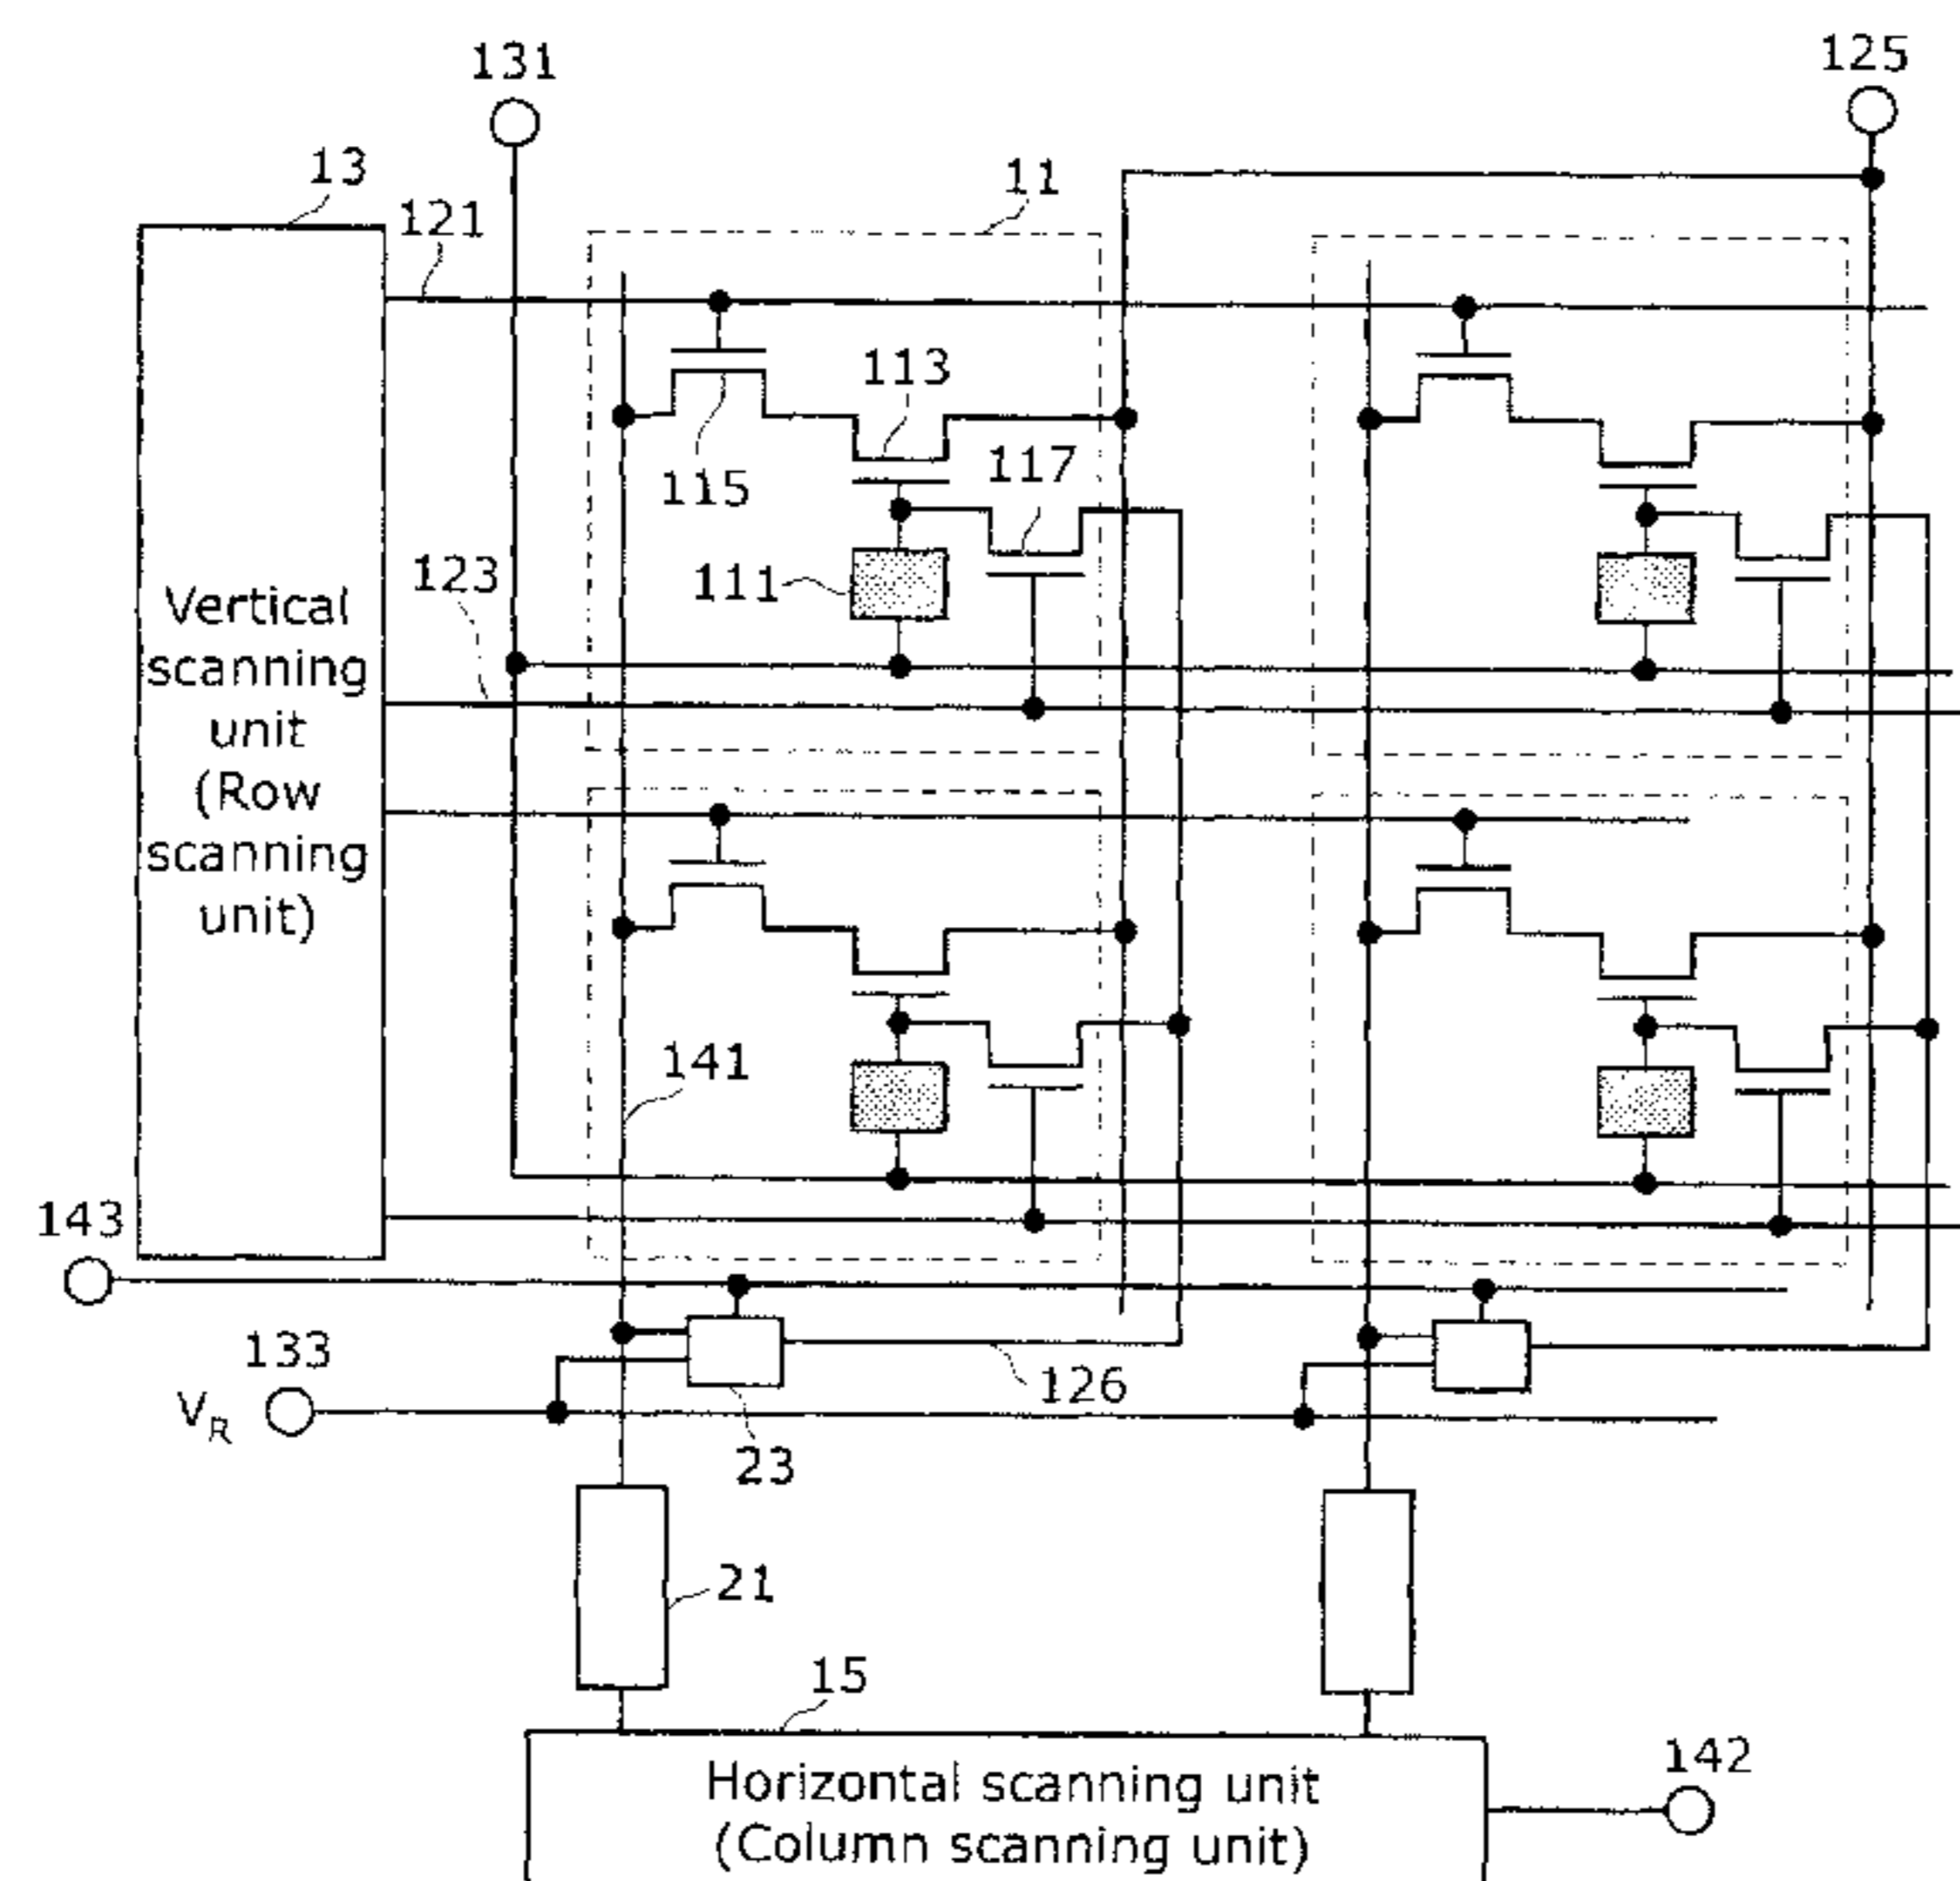 131
125
13
11
121
113
115
117
123
111
Vertical
scanning
unit
(Row
scanning
unit)
141
143
133
126
V_R
23
21
15
142
Horizontal scanning unit
(Column scanning unit)